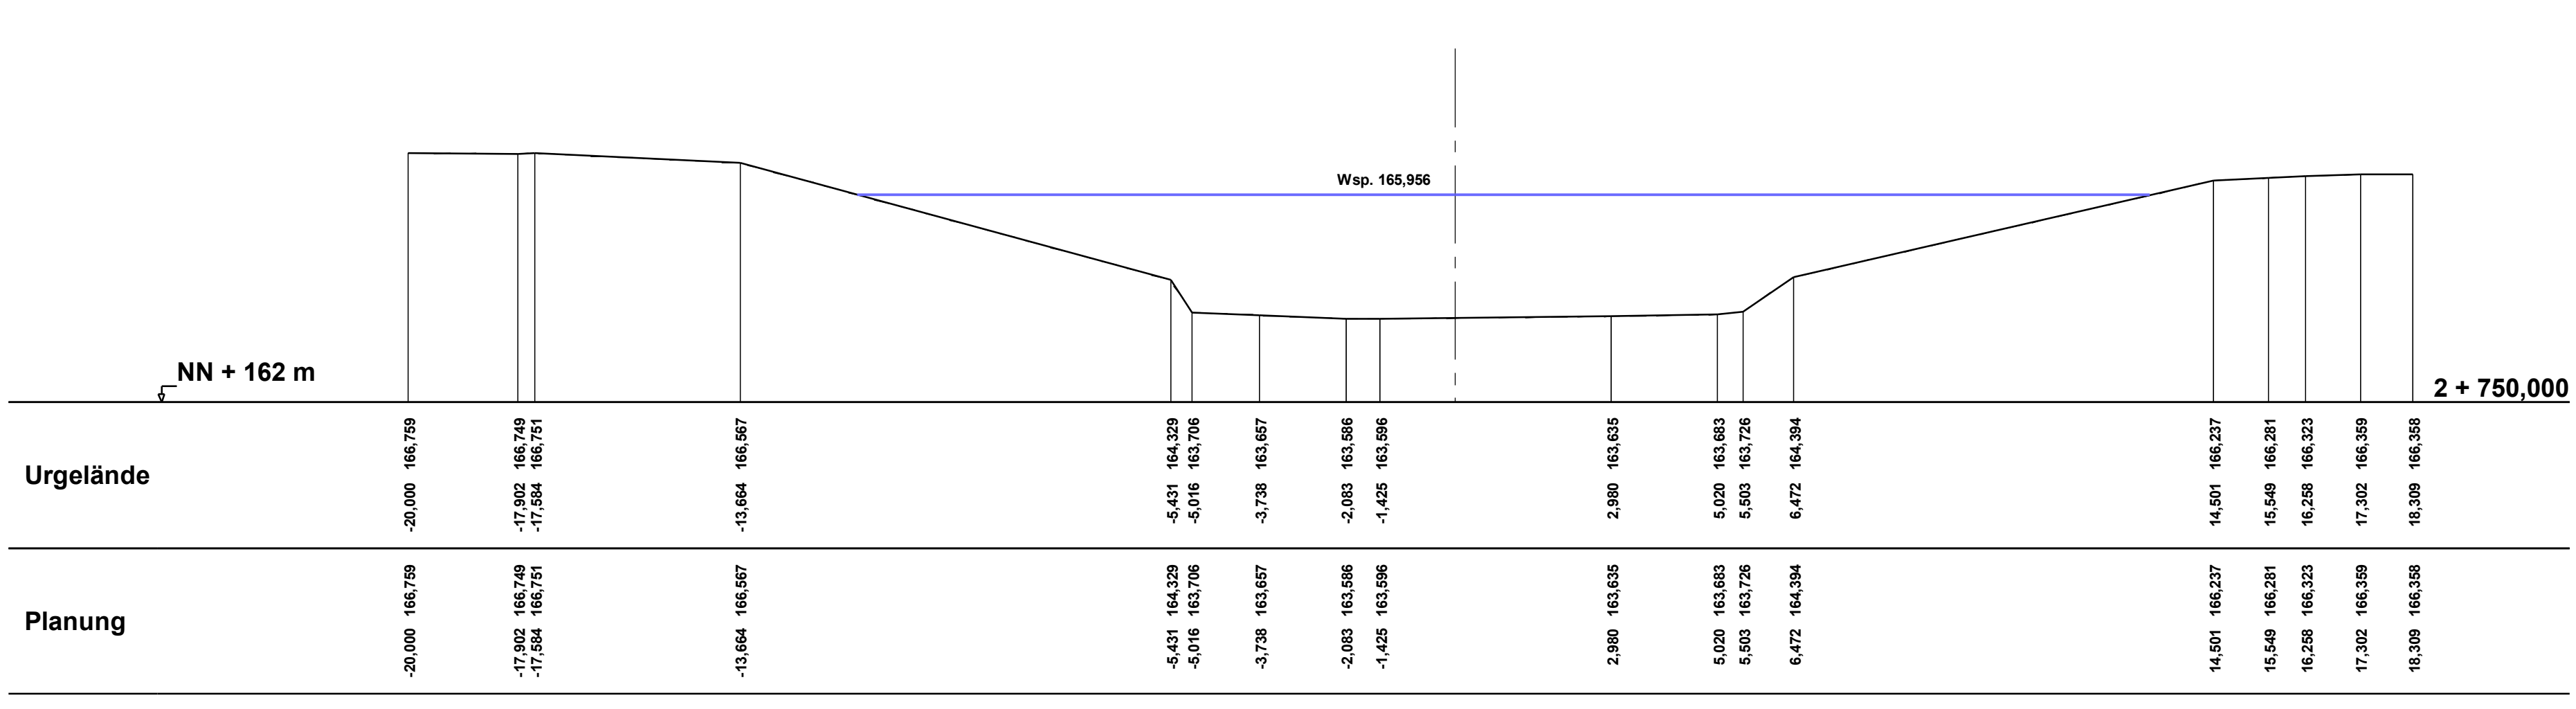 Wsp. 165,956
NN + 162 m
2 + 750,000
Urgelände
166,759 166,749 166,751 166,567 164,329 163,706 163,657 163,586 163,596 163,635 163,683 163,726 164,394 166,237 166,281 166,323 166,359 166,358
-20,000 -17,902 -17,584 -13,664 -5,431 -5,016 -3,738 -2,083 -1,425 2,980 5,020 5,503 6,472 14,501 15,549 16,258 17,302 18,309
Planung
166,759 166,749 166,751 166,567 164,329 163,706 163,657 163,586 163,596 163,635 163,683 163,726 164,394 166,237 166,281 166,323 166,359 166,358
-20,000 -17,902 -17,584 -13,664 -5,431 -5,016 -3,738 -2,083 -1,425 2,980 5,020 5,503 6,472 14,501 15,549 16,258 17,302 18,309